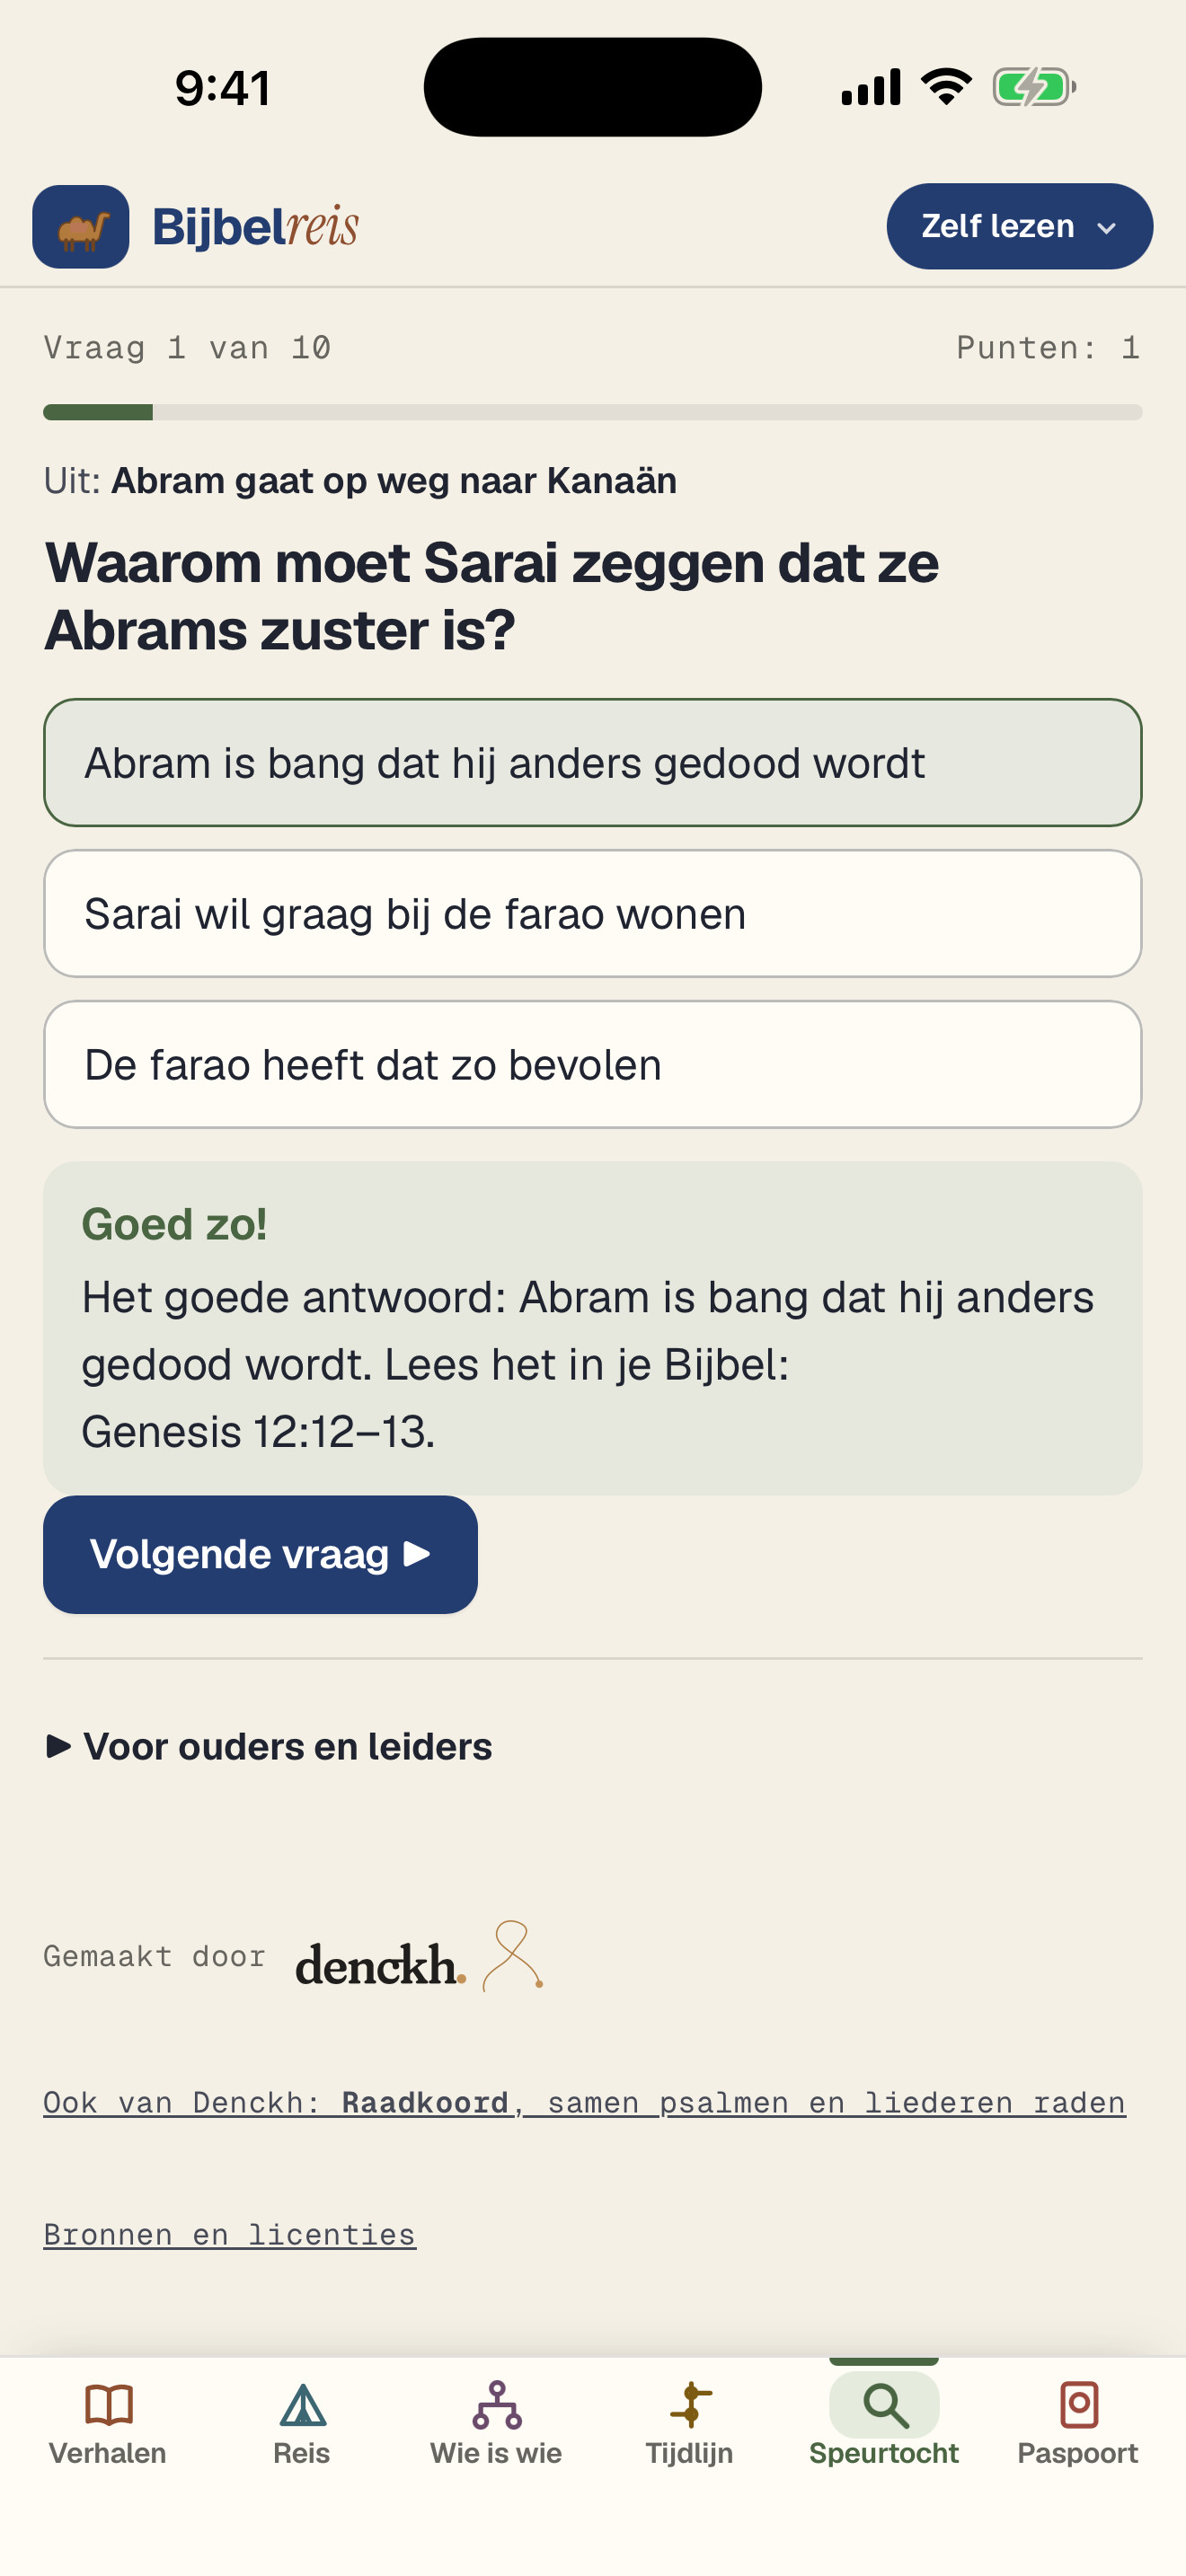 9:41
Bijbelreis
Zelf lezen
Vraag 1 van 10
Punten: 1
Uit: Abram gaat op weg naar Kanaän
Waarom moet Sarai zeggen dat ze
Abrams zuster is?
Abram is bang dat hij anders gedood wordt
Sarai wil graag bij de farao wonen
De farao heeft dat zo bevolen
Goed zo!
Het goede antwoord: Abram is bang dat hij anders
gedood wordt. Lees het in je Bijbel:
Genesis 12:12–13.
Volgende vraag
Voor ouders en leiders
Gemaakt door denckh.
Ook van Denckh: Raadkoord, samen psalmen en liederen raden
Bronnen en licenties
Verhalen
Reis
Wie is wie
Tijdlijn
Speurtocht
Paspoort